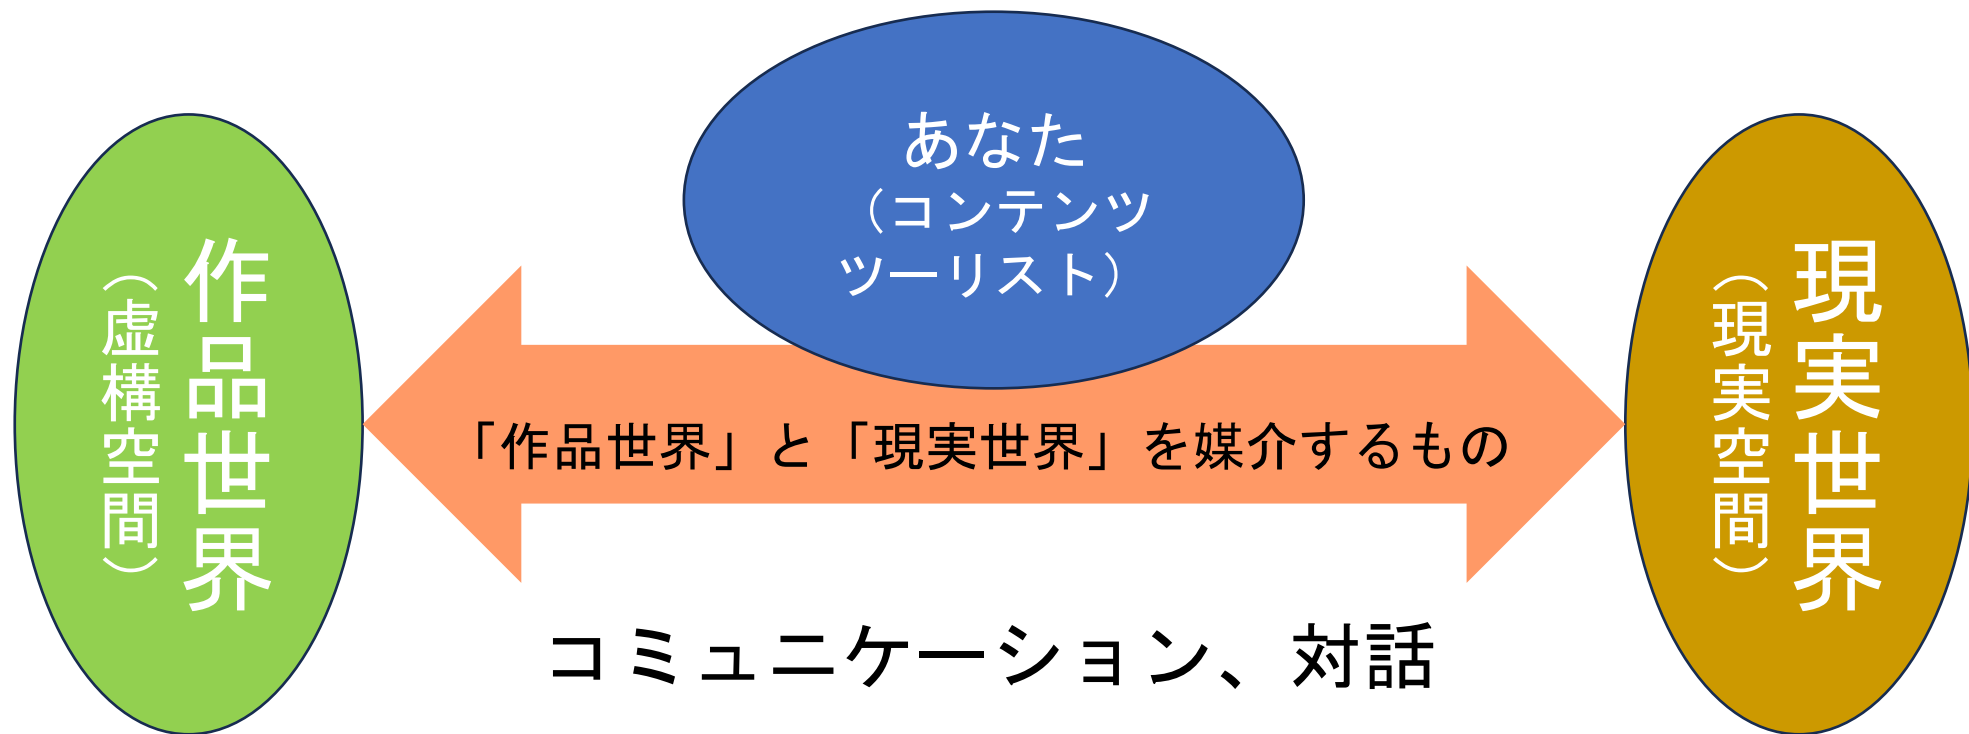 あなた
（コンテンツ
ツーリスト）
作品世界
（虚構空間）
「作品世界」と「現実世界」を媒介するもの
現実世界
（現実空間）
コミュニケーション、対話